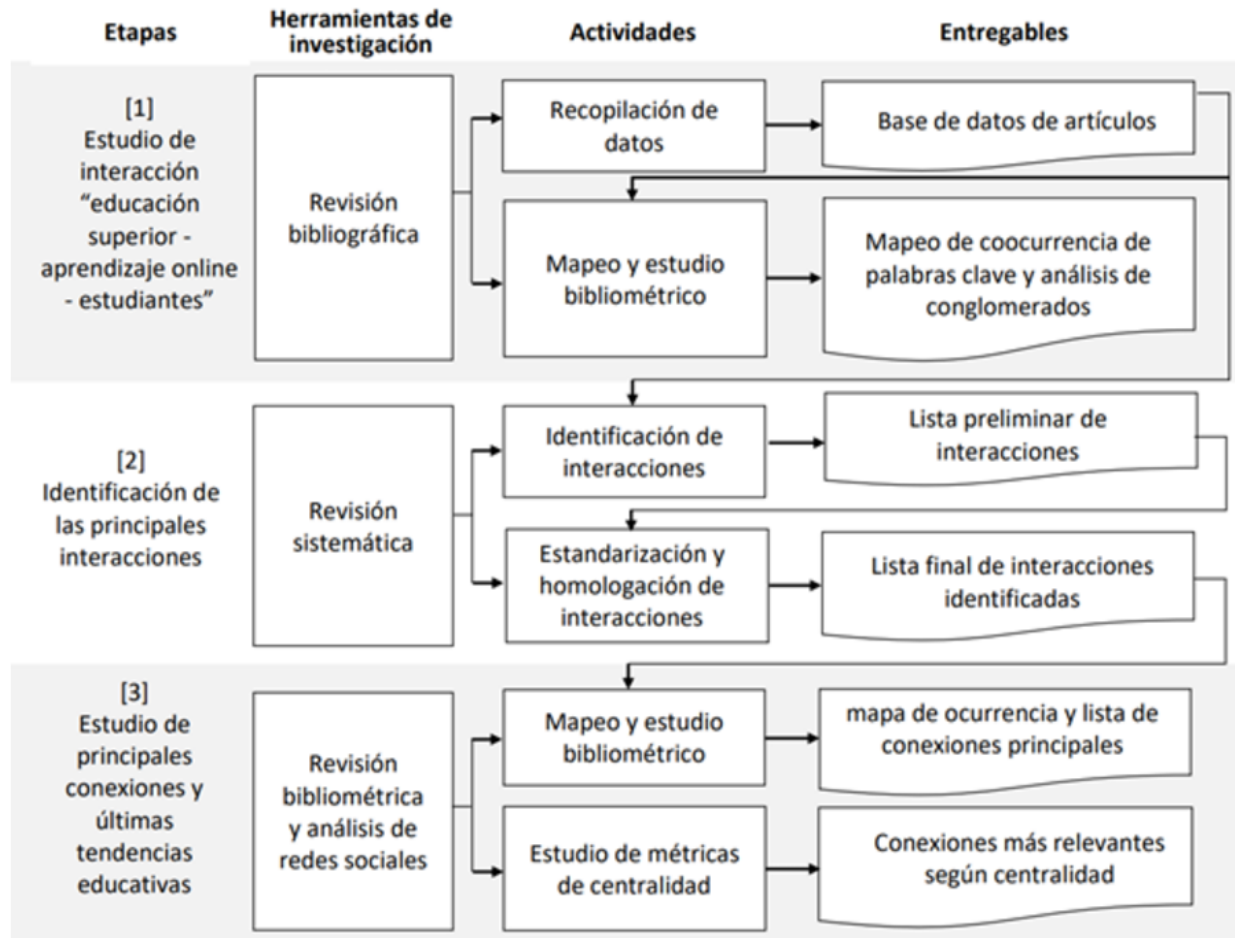 Etapas
Herramientas de
investigación
Actividades
Entregables
[1]
Estudio de
interacción
“educación
superior -
aprendizaje online
- estudiantes”
Revisión
bibliográfica
Recopilación de
datos
Base de datos de artículos
Mapeo y estudio
bibliométrico
Mapeo de coocurrencia de
palabras clave y análisis de
conglomerados
[2]
Identificación de
las principales
interacciones
Revisión
sistemática
Identificación de
interacciones
Lista preliminar de
interacciones
Estandarización y
homologación de
interacciones
Lista final de interacciones
identificadas
[3]
Estudio de
principales
conexiones y
últimas
tendencias
educativas
Revisión
bibliométrica
y análisis de
redes sociales
Mapeo y estudio
bibliométrico
mapa de ocurrencia y lista de
conexiones principales
Estudio de métricas
de centralidad
Conexiones más relevantes
según centralidad